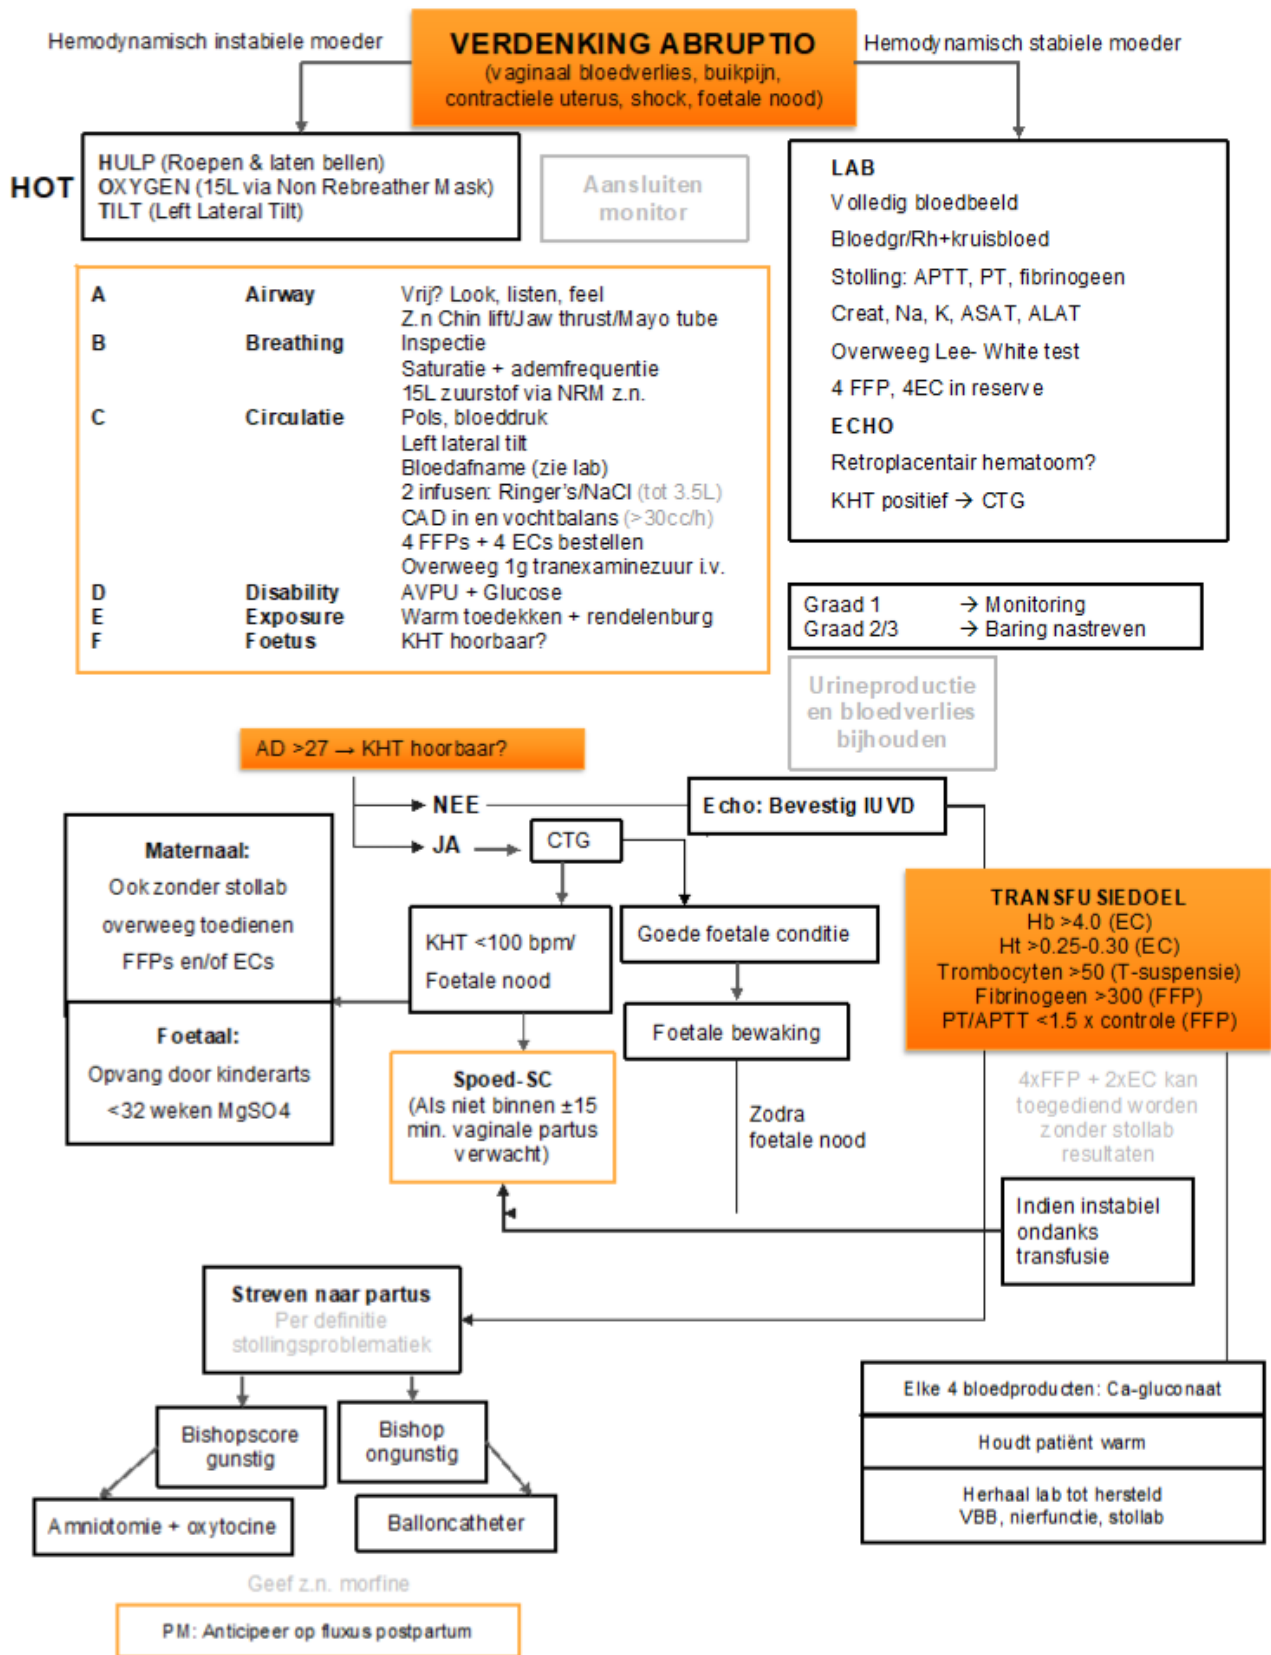 Hemodynamisch instabiele moeder
VERDENKING ABRUPTIO
(vaginaal bloedverlies, buikpijn,
contractiele uterus, shock, foetale nood)
Hemodynamisch stabiele moeder
HOT
HULP (Roepen & laten bellen)
OXYGEN (15L via Non Rebreather Mask)
TILT (Left Lateral Tilt)
Aansluiten
monitor
LAB
Volledig bloedbeeld
Bloedgr/Rh+kruisbloed
Stolling: APTT, PT, fibrinogeen
Creat, Na, K, ASAT, ALAT
Overweeg Lee- White test
4 FFP, 4EC in reserve
ECHO
Retroplacentair hematoom?
KHT positief → CTG
A Airway Vrij? Look, listen, feel
Z.n Chin lift/Jaw thrust/Mayo tube
B Breathing Inspectie
Saturatie + ademfrequentie
15L zuurstof via NRM z.n.
C Circulatie Pols, bloeddruk
Left lateral tilt
Bloedafname (zie lab)
2 infusen: Ringer's/NaCl (tot 3.5L)
CAD in en vochtbalans (>30cc/h)
4 FFPs + 4 ECs bestellen
Overweeg 1g tranexaminezuur i.v.
D Disability AVPU + Glucose
E Exposure Warm toedekken + rendelenburg
F Foetus KHT hoorbaar?
Graad 1 → Monitoring
Graad 2/3 → Baring nastreven
Urineproductie
en bloedverlies
bijhouden
AD >27 → KHT hoorbaar?
NEE
Echo: Bevestig IUVD
JA
CTG
Maternaal:
Ook zonder stollab
overweeg toedienen
FFPs en/of ECs
Foetaal:
Opvang door kinderarts
<32 weken MgSO4
KHT <100 bpm/
Foetale nood
Goede foetale conditie
Foetale bewaking
TRANSFUSIEDOEL
Hb >4.0 (EC)
Ht >0.25-0.30 (EC)
Trombocyten >50 (T-suspensie)
Fibrinogeen >300 (FFP)
PT/APTT <1.5 x controle (FFP)
Spoed-SC
(Als niet binnen ±15
min. vaginale partus
verwacht)
Zodra
foetale nood
4xFFP + 2xEC kan
toegediend worden
zonder stollab
resultaten
Indien instabiel
ondanks
transfusie
Streven naar partus
Per definitie
stollingsproblematiek
Bishopscore
gunstig
Bishop
ongunstig
Amniotomie + oxytocine
Balloncatheter
Elke 4 bloedproducten: Ca-gluconaat
Houdt patiënt warm
Herhaal lab tot hersteld
VBB, nierfunctie, stollab
Geef z.n. morfine
PM: Anticipeer op fluxus postpartum